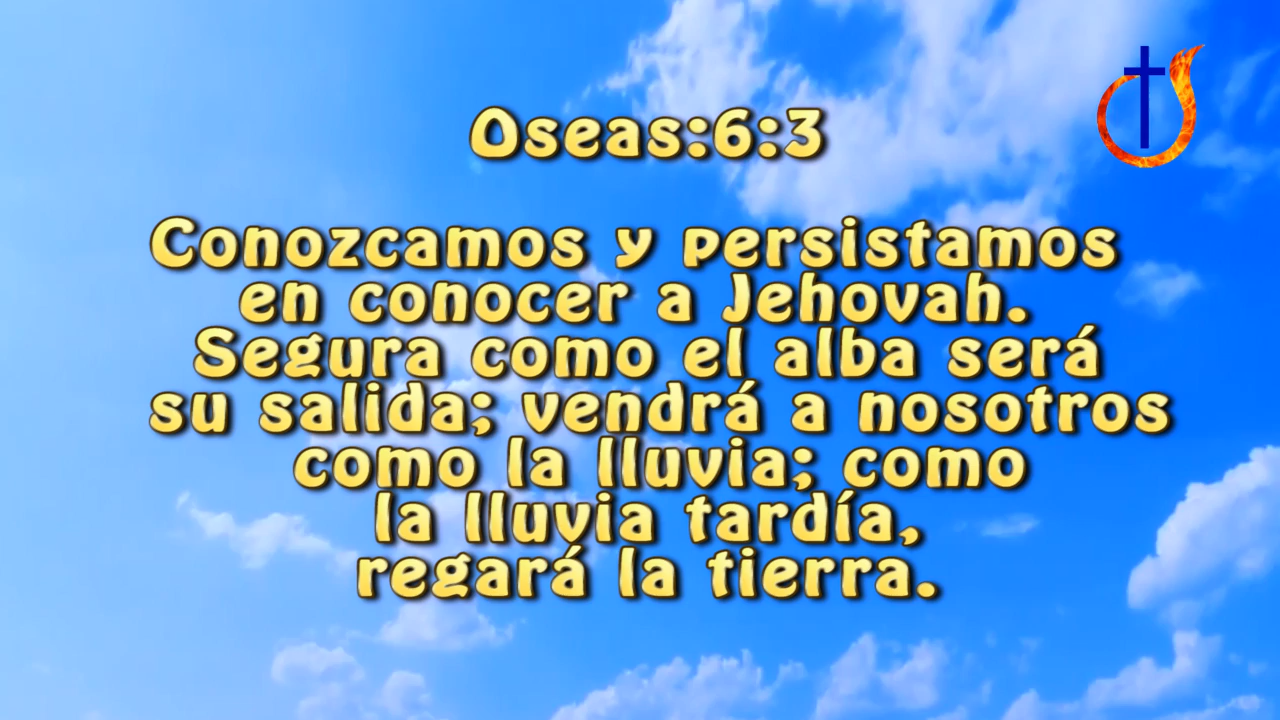 Oseas:6:3
Conozcamos y persistamos
en conocer a Jehovah.
Segura como el alba será
su salida; vendrá a nosotros
como la lluvia; como
la lluvia tardía,
regará la tierra.